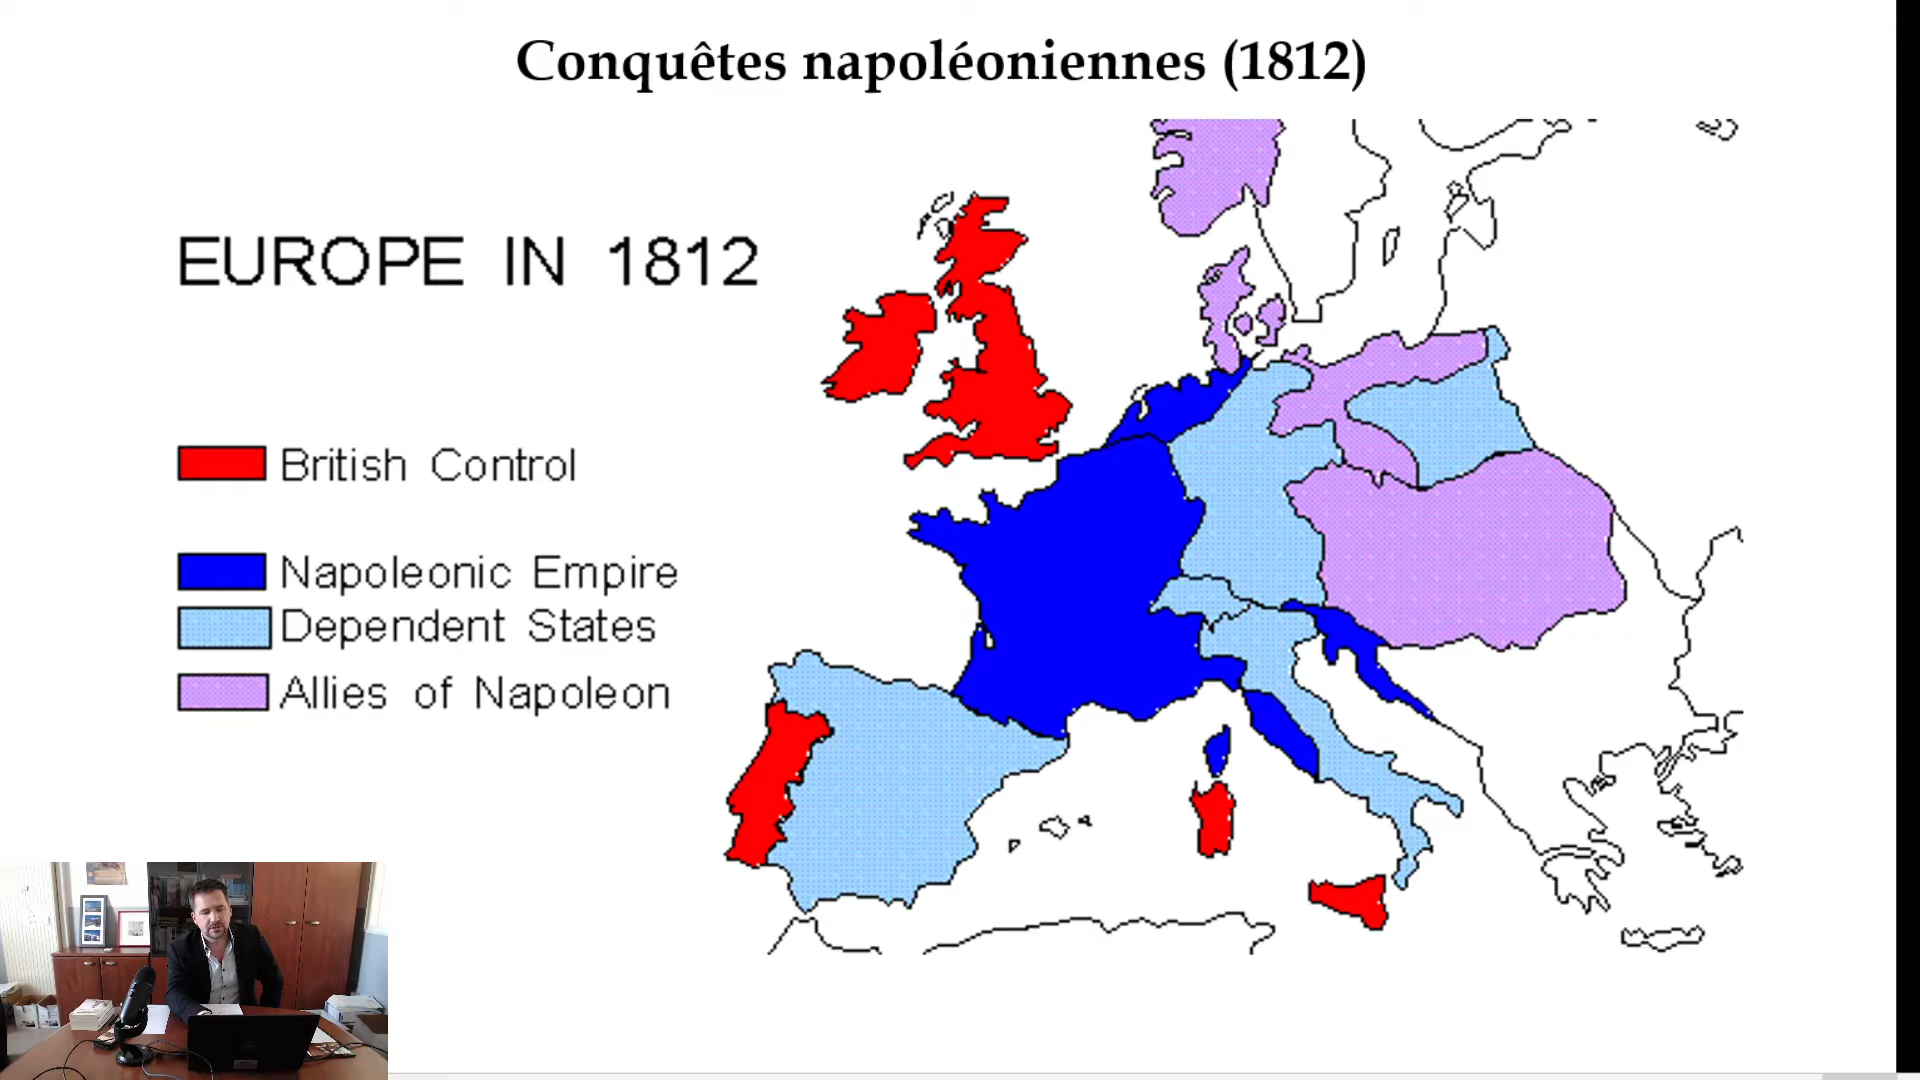 Conquêtes napoléoniennes (1812)
EUROPE IN 1812
British Control
Napoleonic Empire
Dependent States
Allies of Napoleon